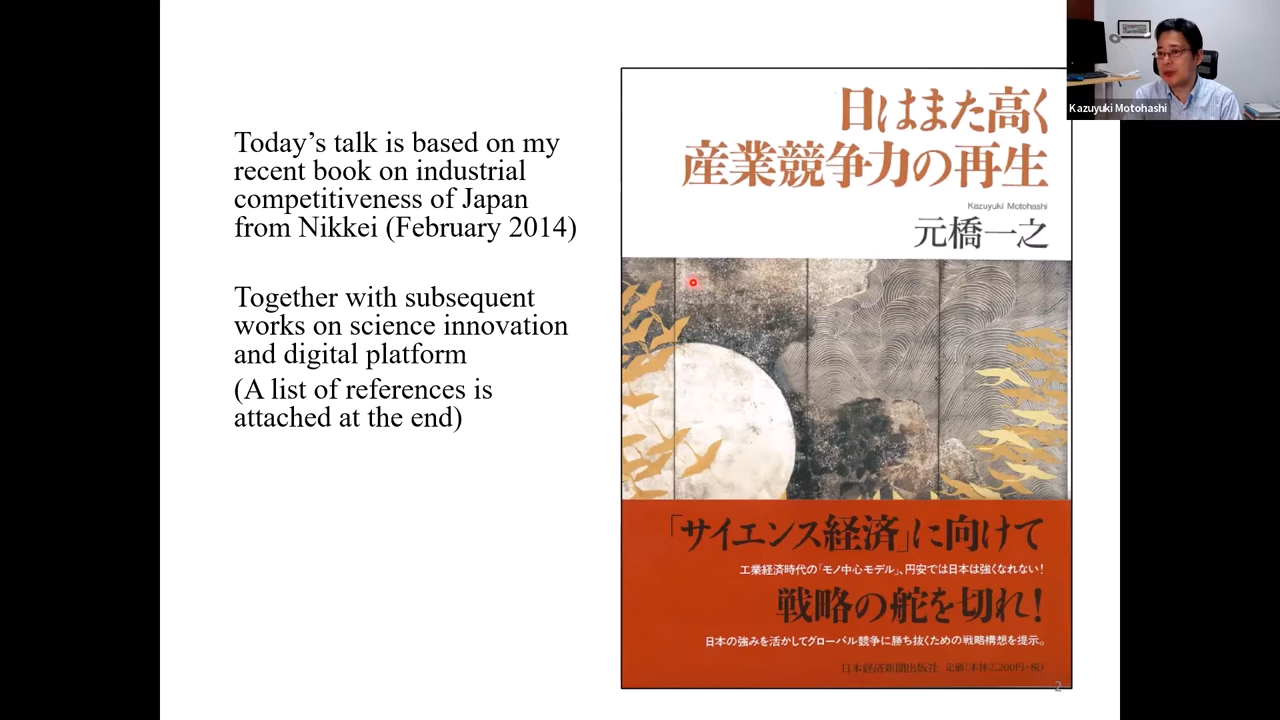 Today's talk is based on my
recent book on industrial
competitiveness of Japan
from Nikkei (February 2014)
Together with subsequent
works on science innovation
and digital platform
(A list of references is
attached at the end)
日はまた高く
産業競争力の再生
Kazuyuki Motohashi
元橋一之
「サイエンス経済」に向けて
工業経済時代の「モノ中心モデル」、円安では日本は強くなれない!
戦略の舵を切れ!
日本の強みを活かしてグローバル競争に勝ち抜くための戦略構想を提示。
日本経済新聞出版社 定価(本体2,200円+税)
2
Kazuyuki Motohashi